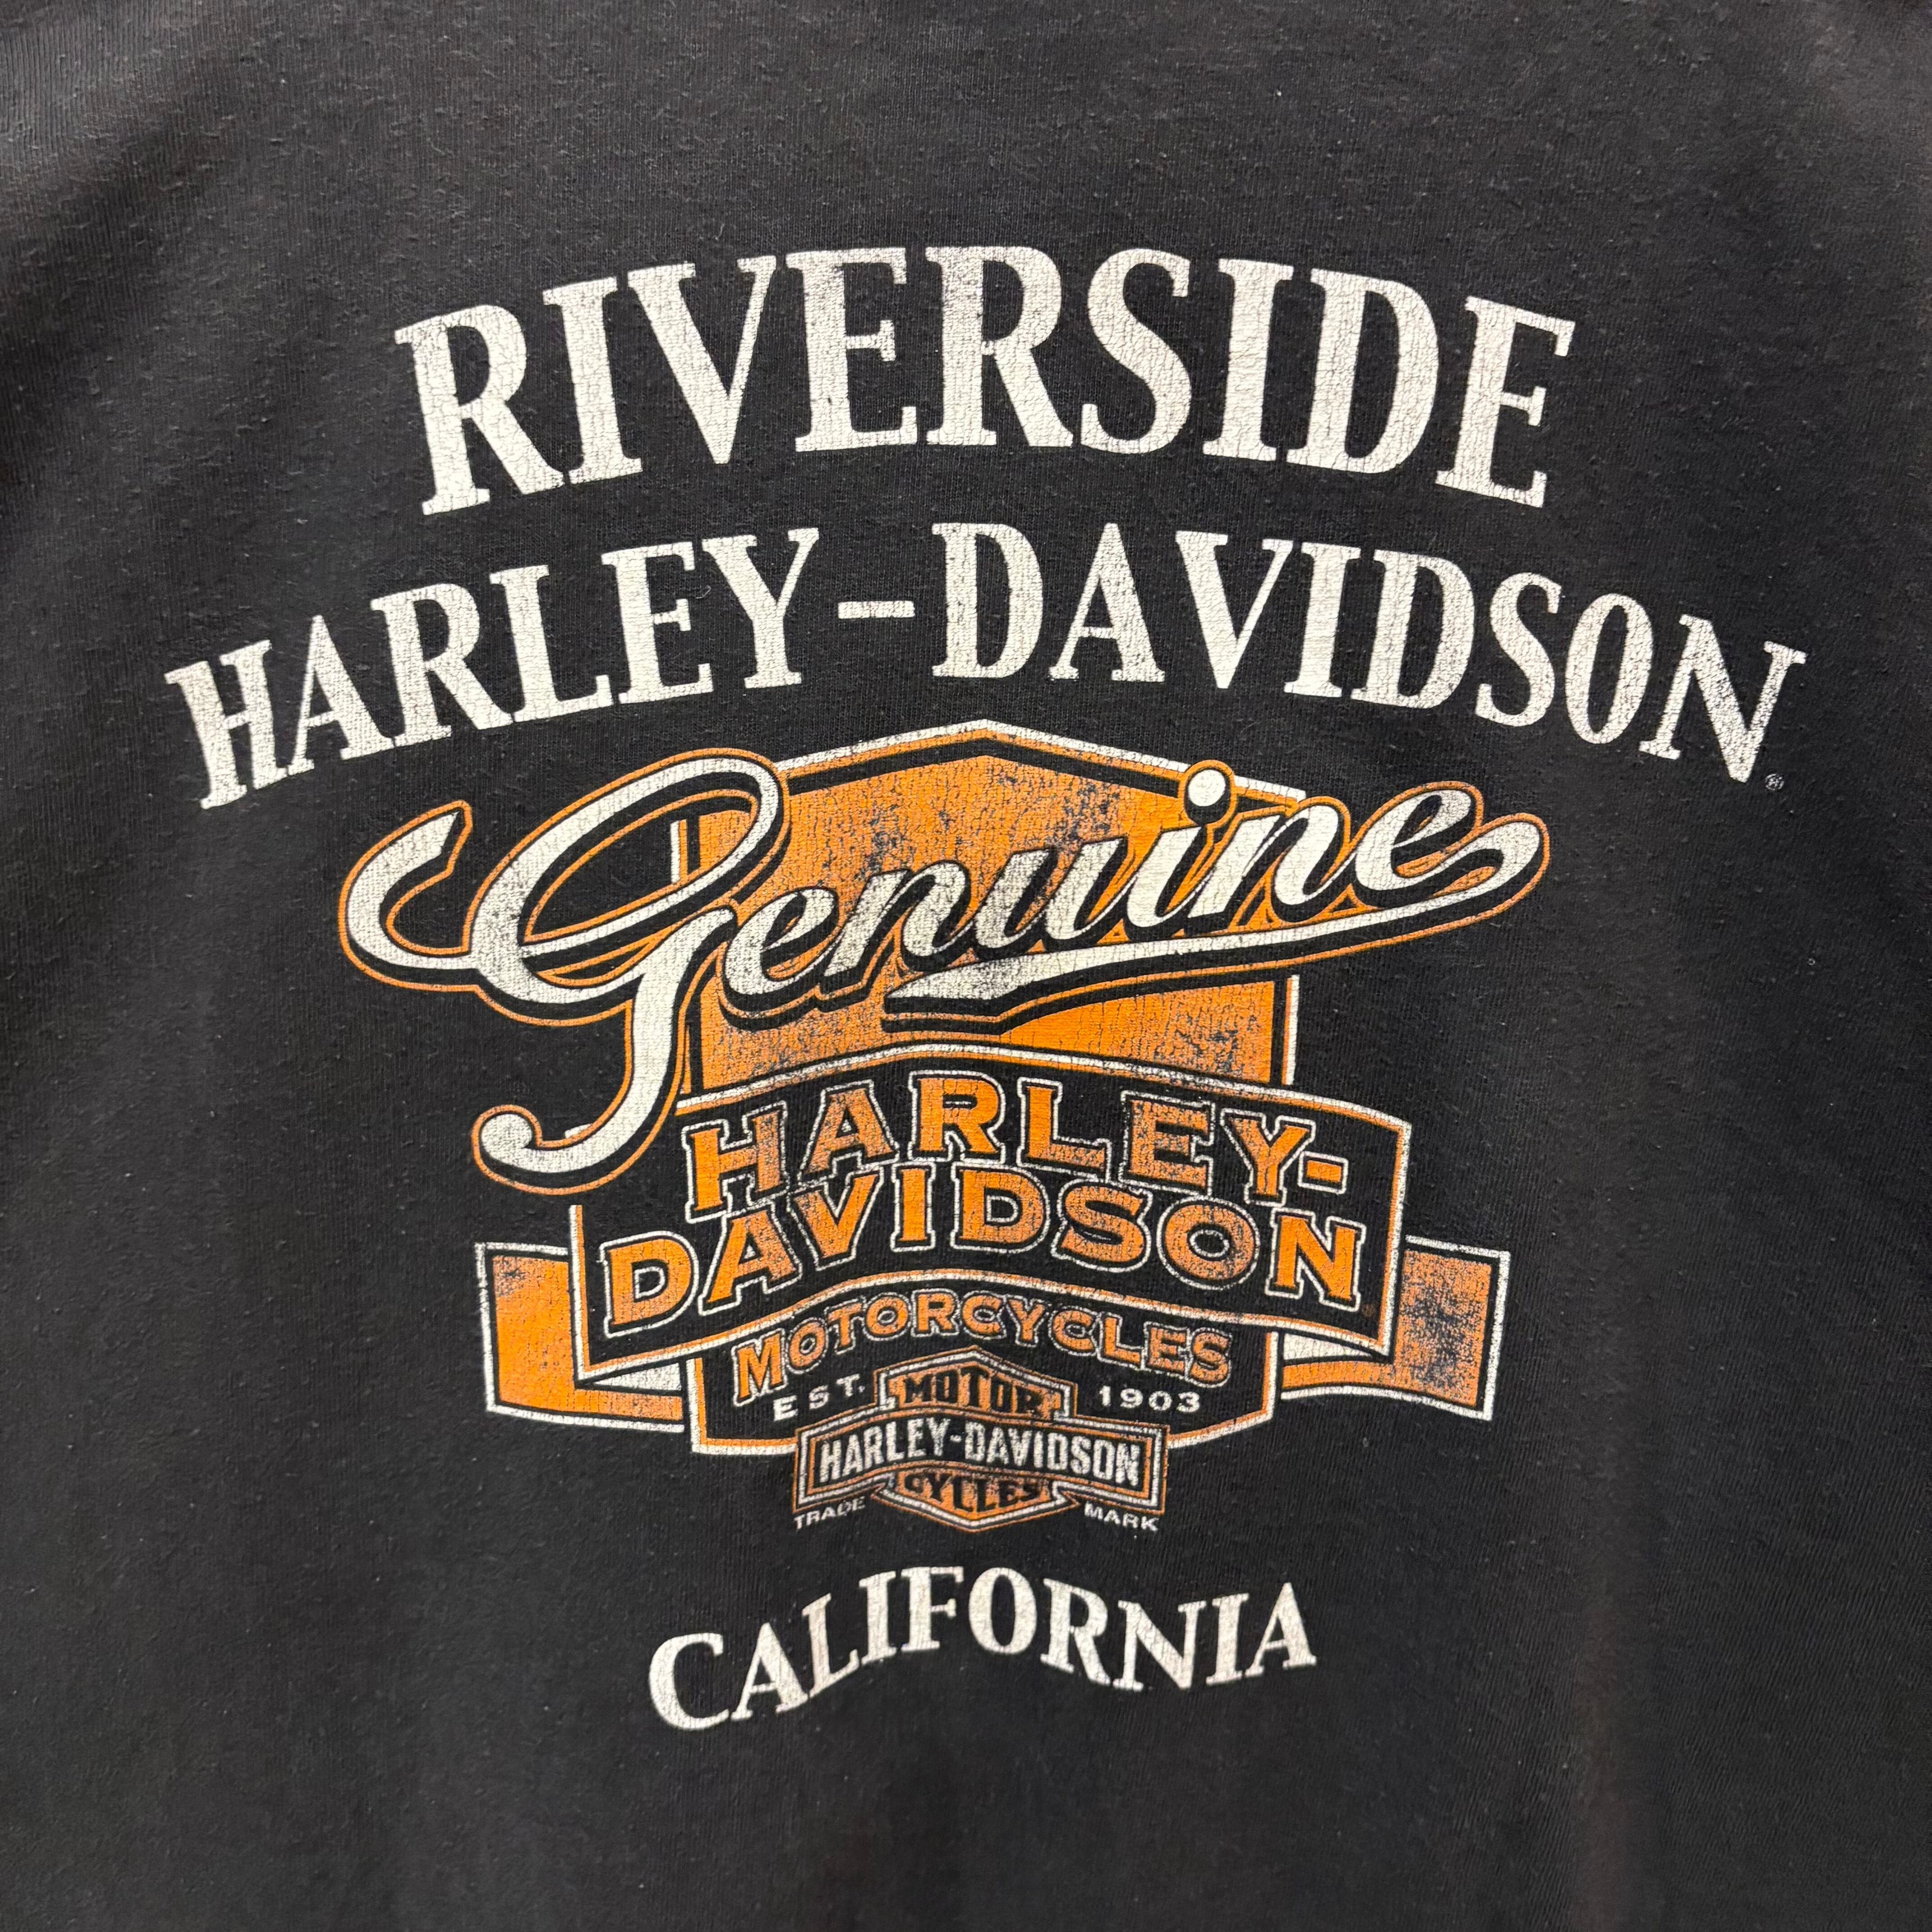 RIVERSIDE
HARLEY-DAVIDSON®
Genuine
HARLEY-
DAVIDSON
MOTORCYCLES
EST. 1903
MOTOR
HARLEY-DAVIDSON
CYCLES
TRADE MARK
CALIFORNIA